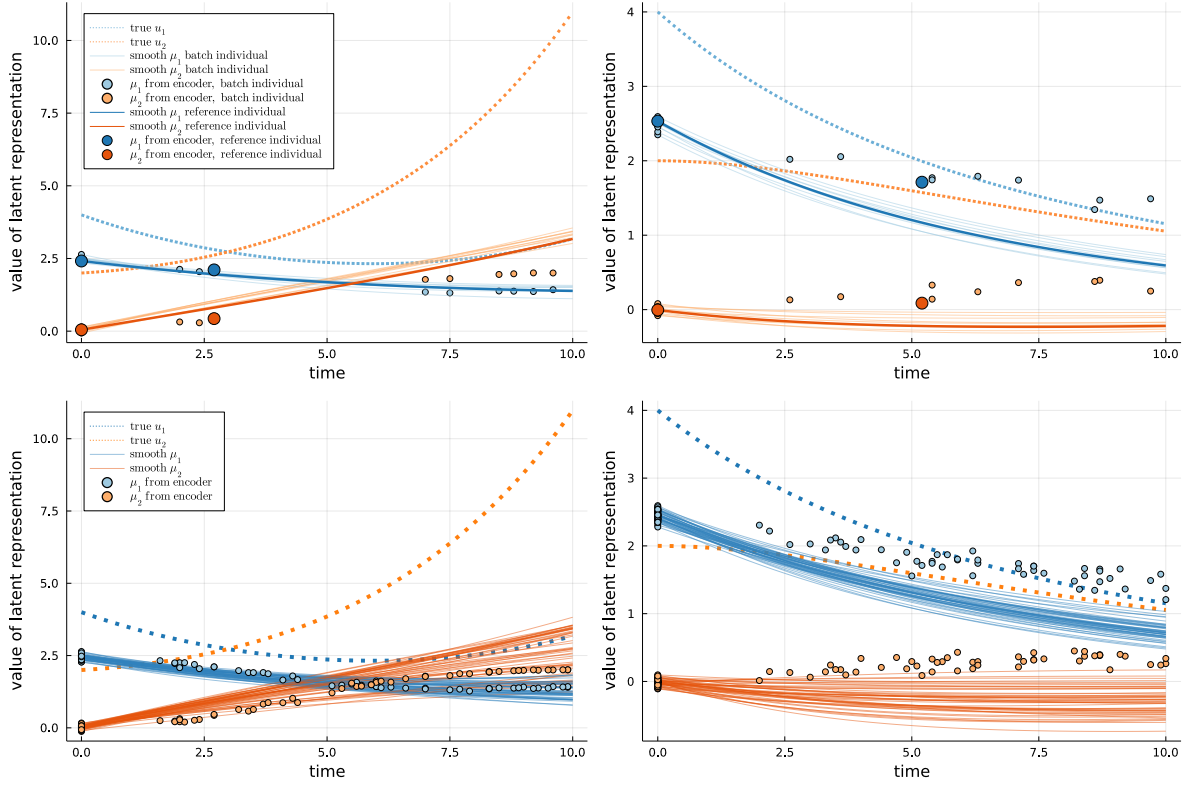 value of latent representation
10.0
7.5
5.0
2.5
0.0
true u₁
true u₂
smooth μ₁ batch individual
smooth μ₂ batch individual
μ₁ from encoder, batch individual
μ₂ from encoder, batch individual
smooth μ₁ reference individual
smooth μ₂ reference individual
μ₁ from encoder, reference individual
μ₂ from encoder, reference individual
0.0 2.5 5.0 7.5 10.0
time
value of latent representation
4
3
2
1
0
0.0 2.5 5.0 7.5 10.0
time
value of latent representation
10.0
7.5
5.0
2.5
0.0
true u₁
true u₂
smooth μ₁
smooth μ₂
μ₁ from encoder
μ₂ from encoder
0.0 2.5 5.0 7.5 10.0
time
value of latent representation
4
3
2
1
0
0.0 2.5 5.0 7.5 10.0
time